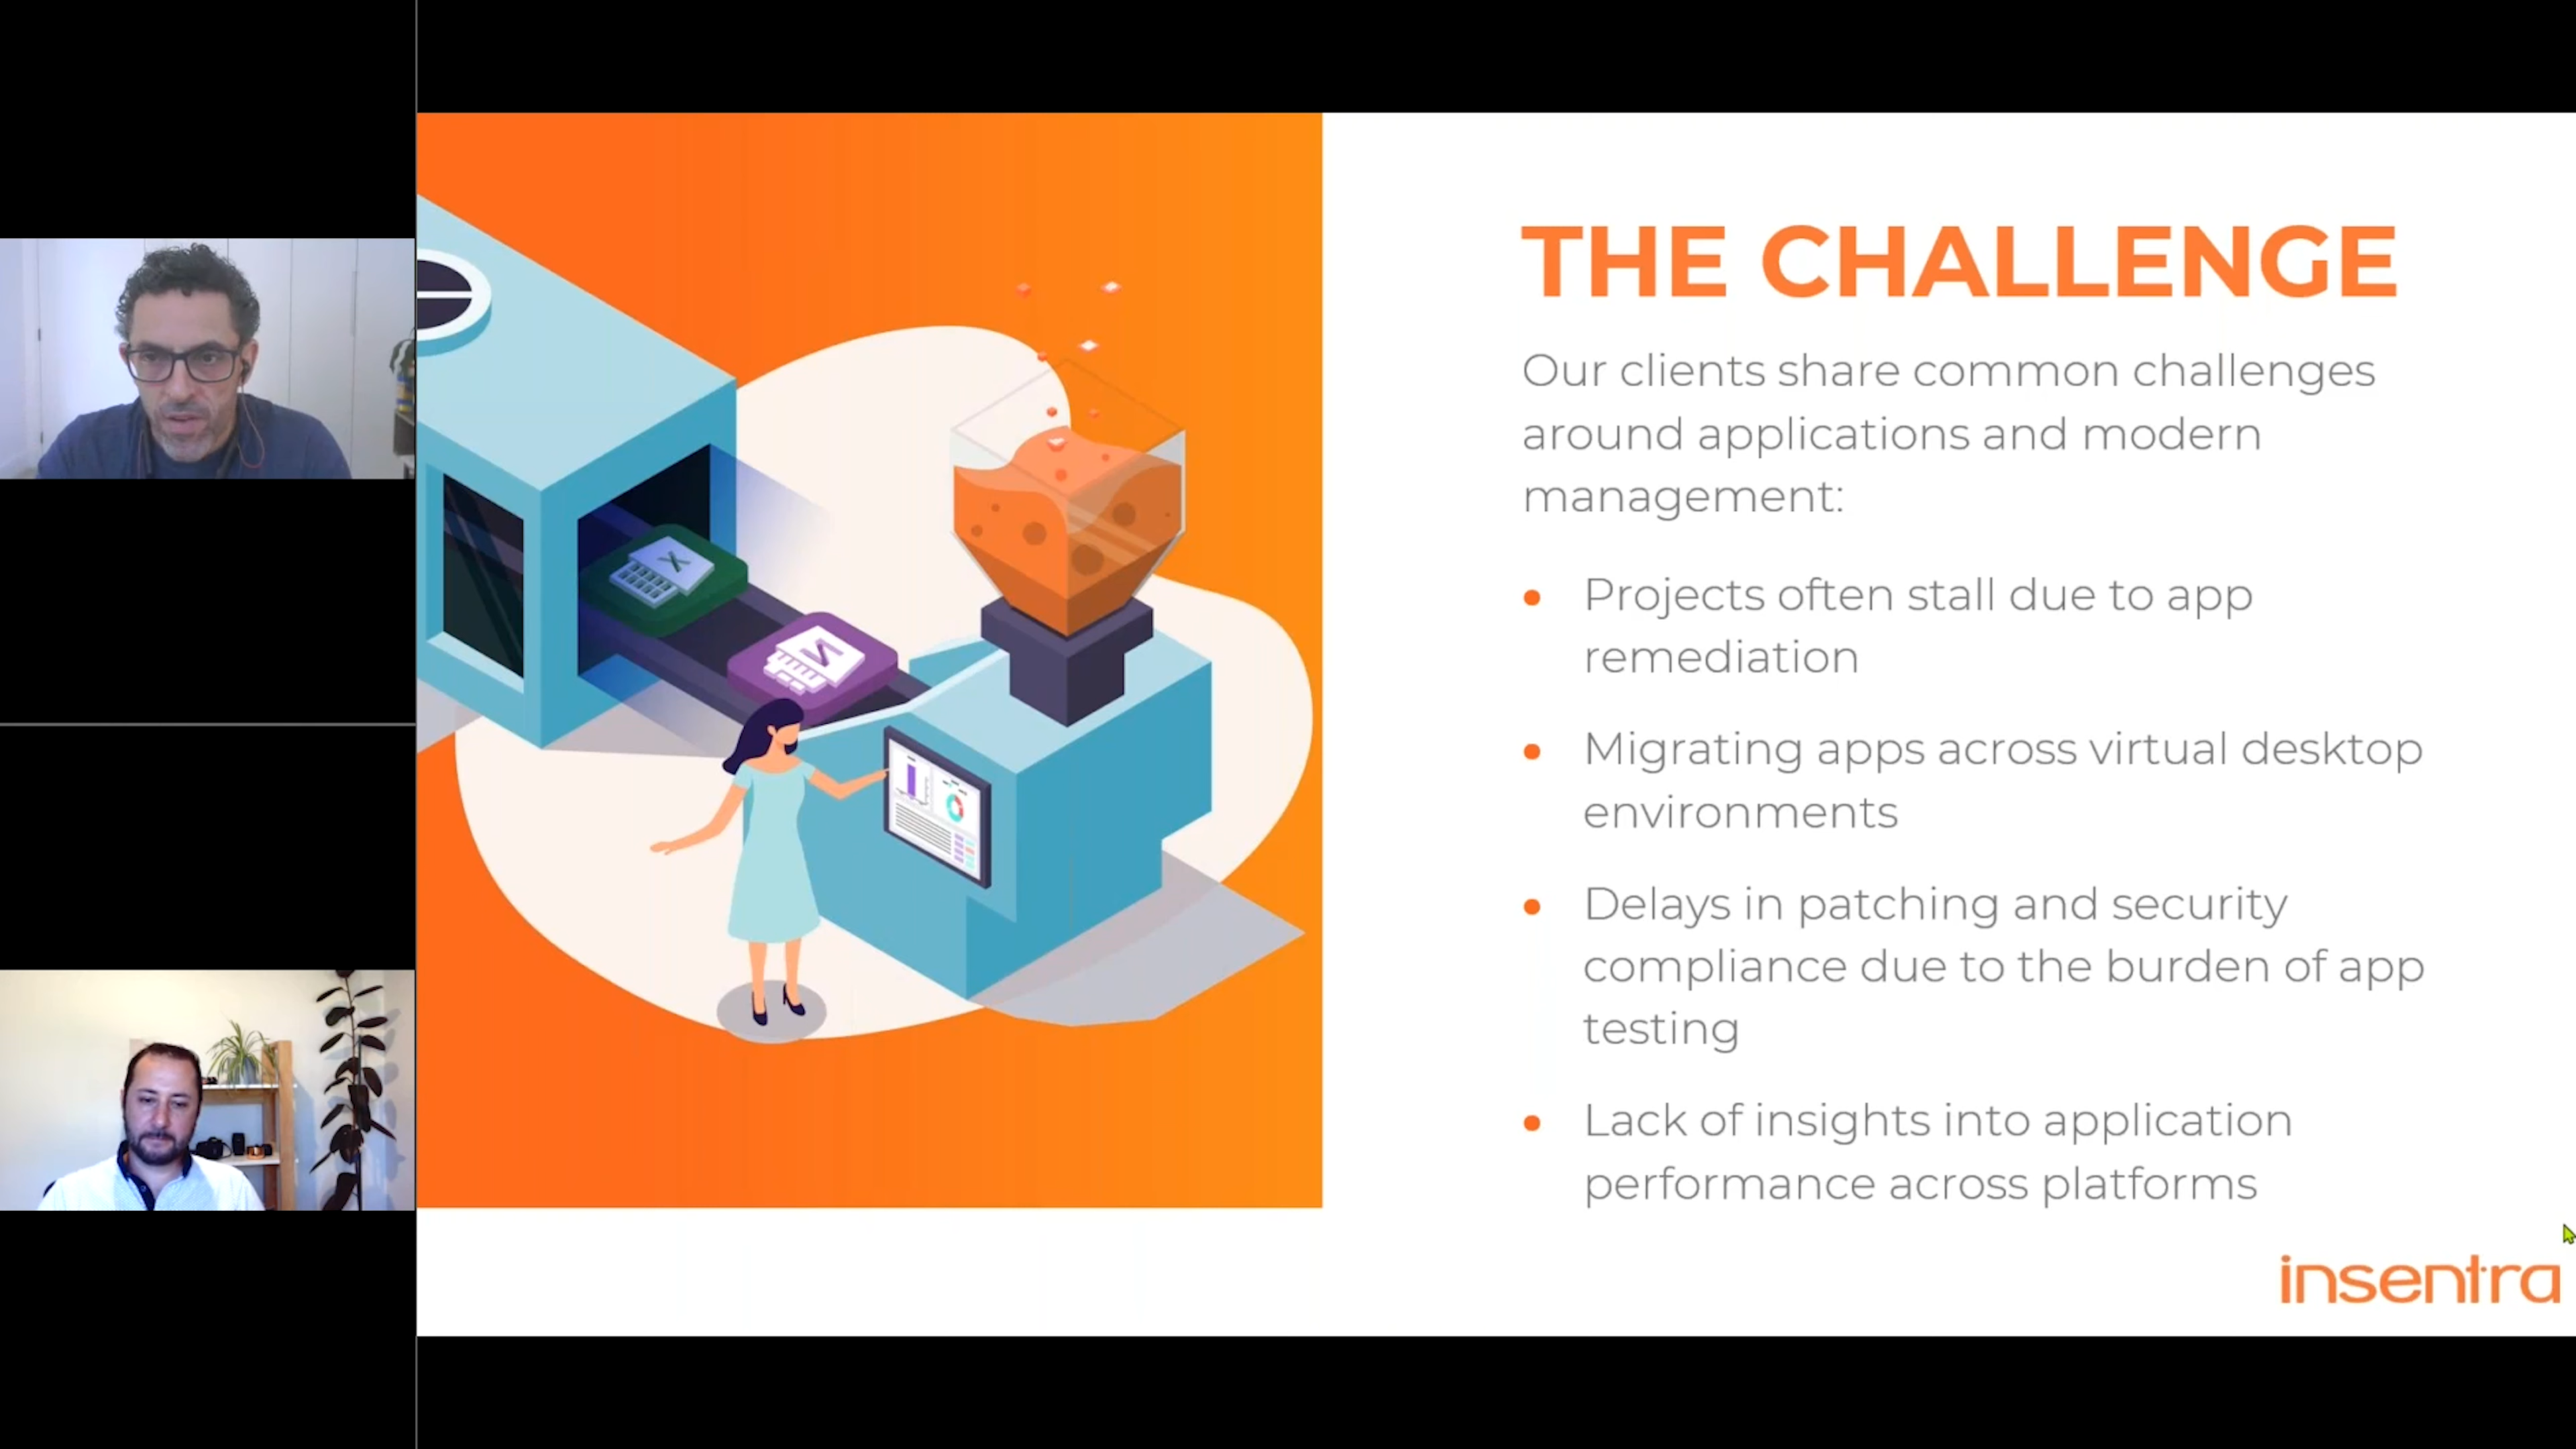 THE CHALLENGE
Our clients share common challenges
around applications and modern
management:
• Projects often stall due to app
remediation
• Migrating apps across virtual desktop
environments
• Delays in patching and security
compliance due to the burden of app
testing
• Lack of insights into application
performance across platforms
insentra
X
N